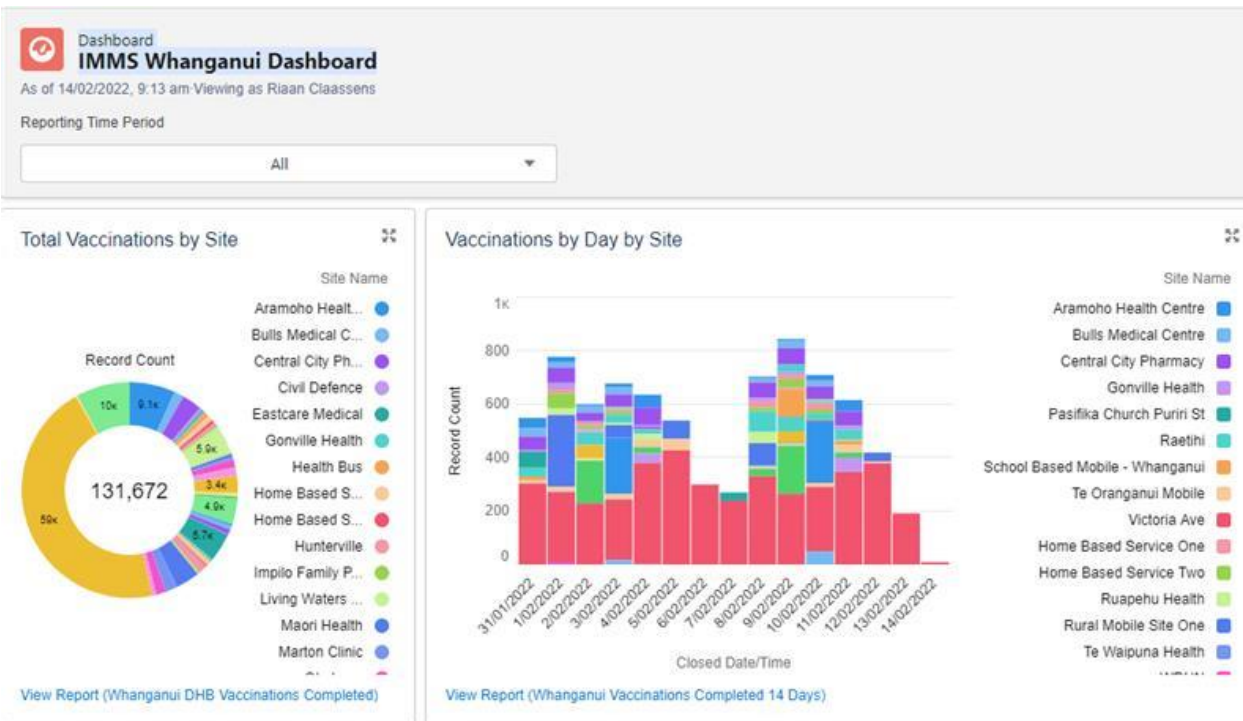 Dashboard
IMMS Whanganui Dashboard
As of 14/02/2022, 9:13 am·Viewing as Riaan Claassens
Reporting Time Period
All
Total Vaccinations by Site
Site Name
Aramoho Healt...
Bulls Medical C...
Central City Ph...
Civil Defence
Eastcare Medical
Gonville Health
Health Bus
Home Based S...
Home Based S...
Hunterville
Impilo Family P...
Living Waters ...
Maori Health
Marton Clinic
Record Count
10K
9.1K
5.9K
3.4K
4.9K
5.7K
59K
131,672
View Report (Whanganui DHB Vaccinations Completed)
Vaccinations by Day by Site
Record Count
1K
800
600
400
200
0
31/01/2022
1/02/2022
2/02/2022
3/02/2022
4/02/2022
5/02/2022
6/02/2022
7/02/2022
8/02/2022
9/02/2022
10/02/2022
11/02/2022
12/02/2022
13/02/2022
14/02/2022
Closed Date/Time
Site Name
Aramoho Health Centre
Bulls Medical Centre
Central City Pharmacy
Gonville Health
Pasifika Church Puriri St
Raetihi
School Based Mobile - Whanganui
Te Oranganui Mobile
Victoria Ave
Home Based Service One
Home Based Service Two
Ruapehu Health
Rural Mobile Site One
Te Waipuna Health
View Report (Whanganui Vaccinations Completed 14 Days)